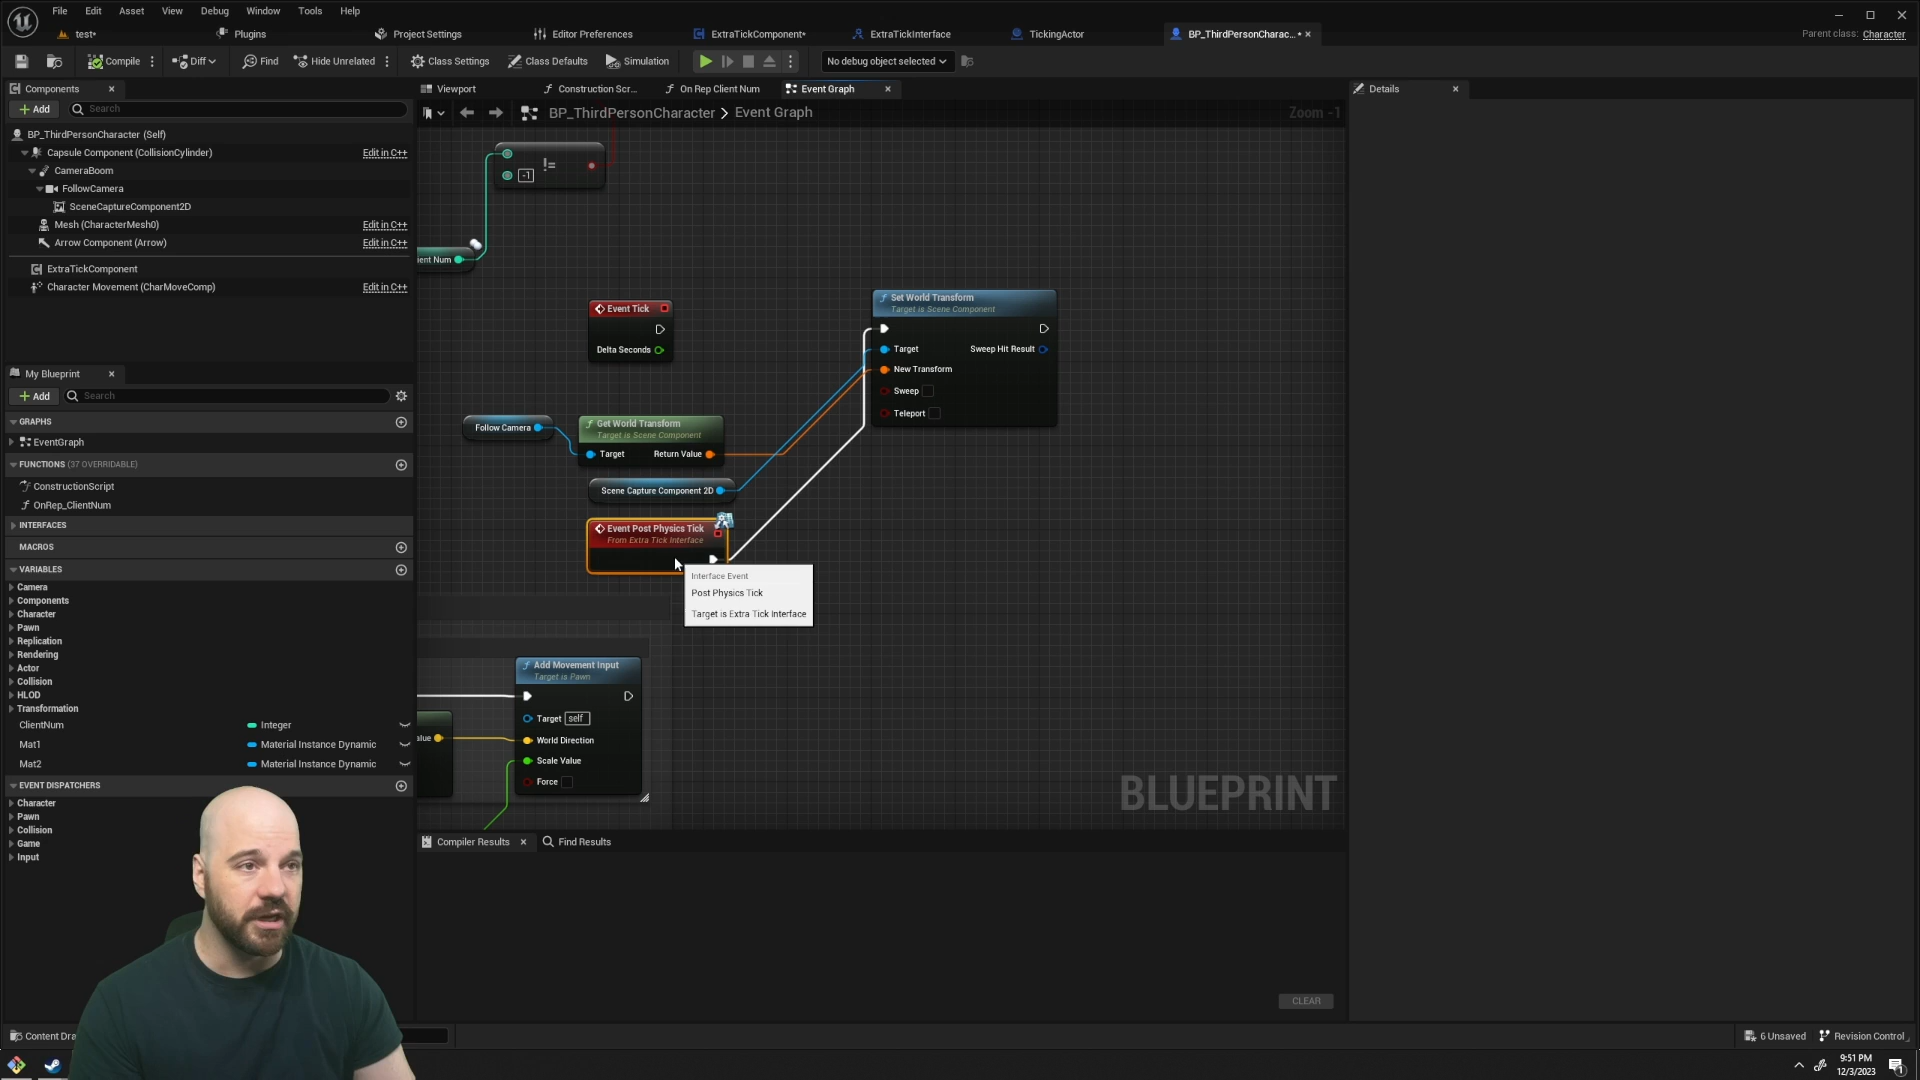 File Edit Asset View Debug Window Tools Help
test* Plugins Project Settings Editor Preferences ExtraTickComponent* ExtraTickInterface TickingActor BP_ThirdPersonCharac...* Parent class: Character
Compile Diff Find Hide Unrelated Class Settings Class Defaults Simulation No debug object selected
Components
Add Search
BP_ThirdPersonCharacter (Self)
Capsule Component (CollisionCylinder) Edit in C++
CameraBoom
FollowCamera
SceneCaptureComponent2D
Mesh (CharacterMesh0) Edit in C++
Arrow Component (Arrow) Edit in C++
ExtraTickComponent
Character Movement (CharMoveComp) Edit in C++
My Blueprint
Add Search
GRAPHS
EventGraph
FUNCTIONS (37 OVERRIDABLE)
ConstructionScript
OnRep_ClientNum
INTERFACES
MACROS
VARIABLES
Camera
Components
Character
Pawn
Replication
Rendering
Actor
Collision
HLOD
Transformation
ClientNum Integer
Mat1 Material Instance Dynamic
Mat2 Material Instance Dynamic
EVENT DISPATCHERS
Character
Pawn
Collision
Game
Input
Viewport Construction Scr... On Rep Client Num Event Graph
BP_ThirdPersonCharacter > Event Graph Zoom -1
!=
-1
ent Num
Event Tick
Delta Seconds
Set World Transform
Target is Scene Component
Target Sweep Hit Result
New Transform
Sweep
Teleport
Follow Camera
Get World Transform
Target is Scene Component
Target Return Value
Scene Capture Component 2D
Event Post Physics Tick
From Extra Tick Interface
Interface Event
Post Physics Tick
Target is Extra Tick Interface
Add Movement Input
Target is Pawn
Target self
alue World Direction
Scale Value
Force
BLUEPRINT
Compiler Results Find Results
CLEAR
Details
Content Dra
6 Unsaved Revision Control
9:51 PM
12/3/2023
1